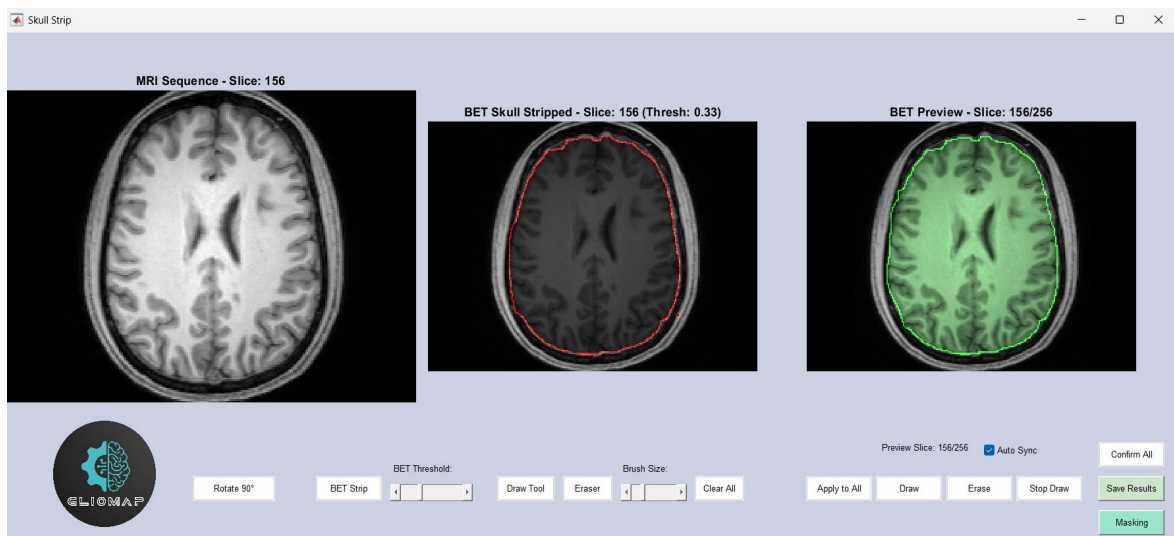 Skull Strip
MRI Sequence - Slice: 156
BET Skull Stripped - Slice: 156 (Thresh: 0.33)
BET Preview - Slice: 156/256
Preview Slice: 156/256
Auto Sync
Confirm All
BET Threshold:
Brush Size:
Rotate 90°
BET Strip
Draw Tool
Eraser
Clear All
Apply to All
Draw
Erase
Stop Draw
Save Results
GLIOMAP
Masking